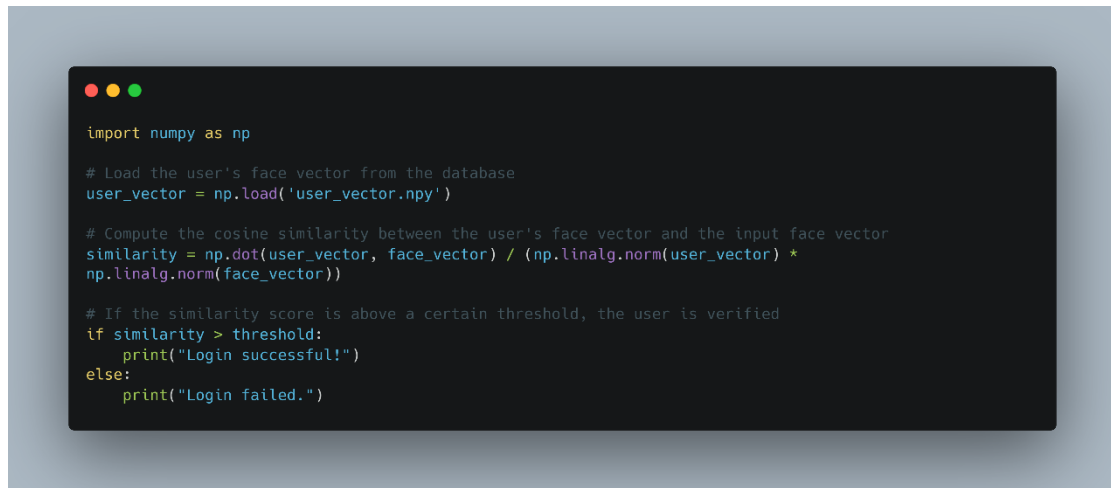 import numpy as np
# Load the user's face vector from the database
user_vector = np.load('user_vector.npy')
# Compute the cosine similarity between the user's face vector and the input face vector
similarity = np.dot(user_vector, face_vector) / (np.linalg.norm(user_vector) *
np.linalg.norm(face_vector))
# If the similarity score is above a certain threshold, the user is verified
if similarity > threshold:
    print("Login successful!")
else:
    print("Login failed.")